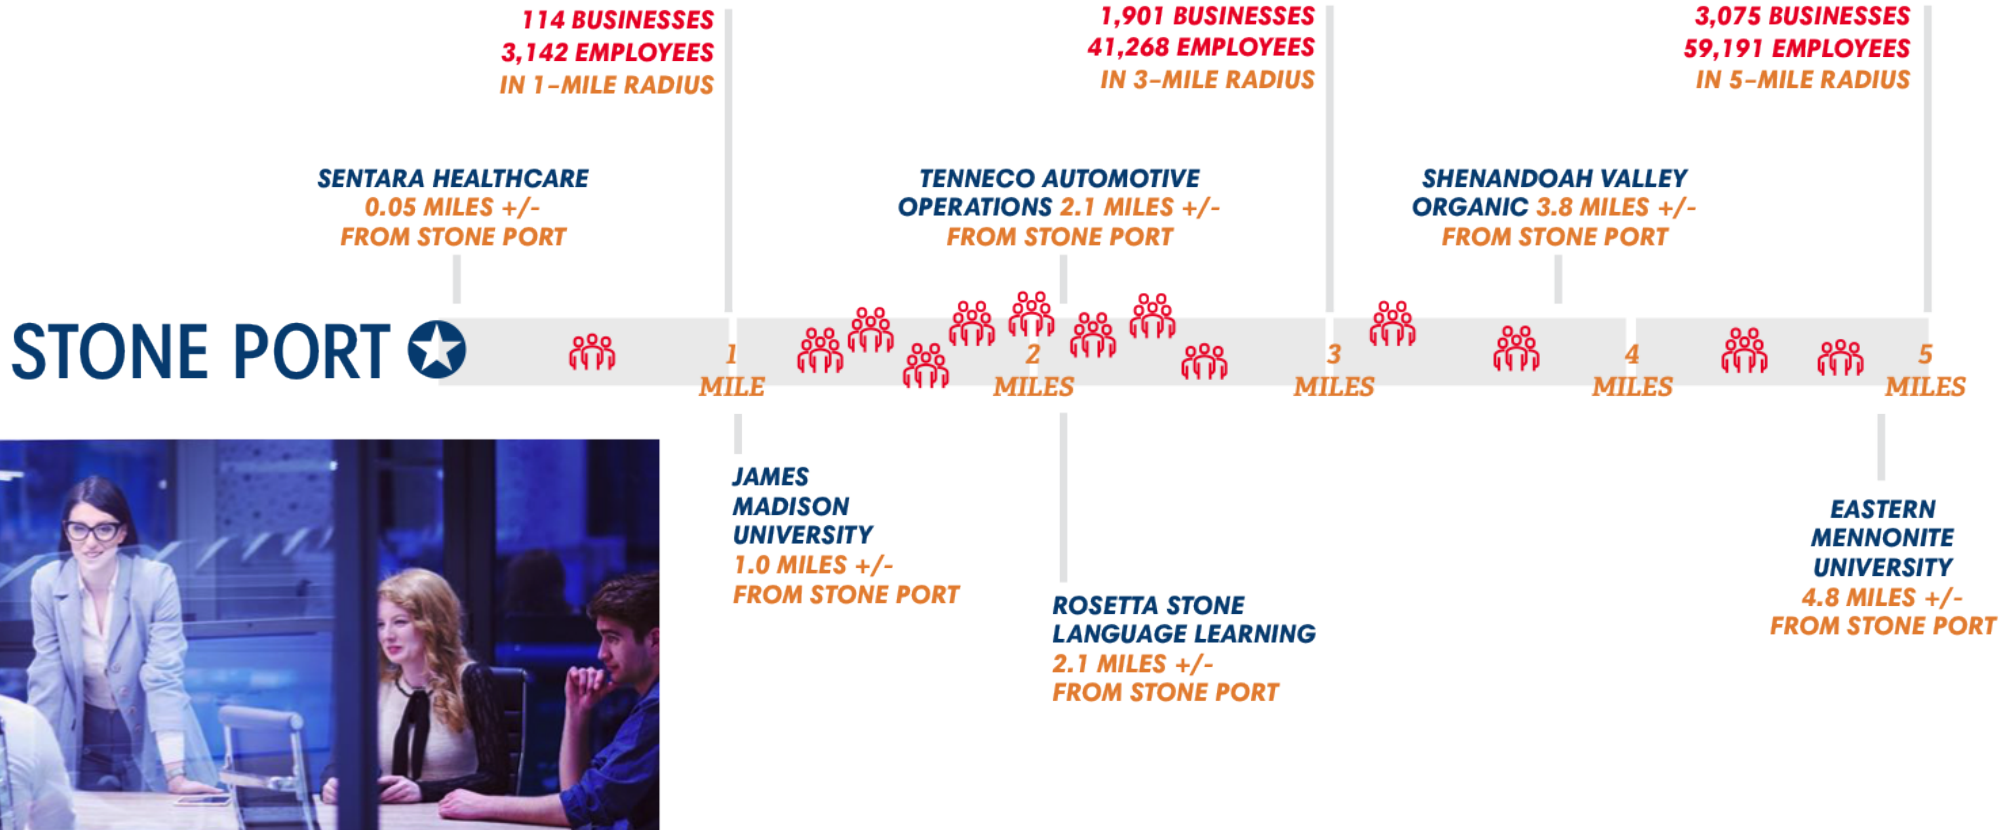 114 BUSINESSES
3,142 EMPLOYEES
IN 1-MILE RADIUS
1,901 BUSINESSES
41,268 EMPLOYEES
IN 3-MILE RADIUS
3,075 BUSINESSES
59,191 EMPLOYEES
IN 5-MILE RADIUS
SENTARA HEALTHCARE
0.05 MILES +/-
FROM STONE PORT
TENNECO AUTOMOTIVE
OPERATIONS 2.1 MILES +/-
FROM STONE PORT
SHENANDOAH VALLEY
ORGANIC 3.8 MILES +/-
FROM STONE PORT
STONE PORT
1
MILE
2
MILES
3
MILES
4
MILES
5
MILES
JAMES
MADISON
UNIVERSITY
1.0 MILES +/-
FROM STONE PORT
ROSETTA STONE
LANGUAGE LEARNING
2.1 MILES +/-
FROM STONE PORT
EASTERN
MENNONITE
UNIVERSITY
4.8 MILES +/-
FROM STONE PORT